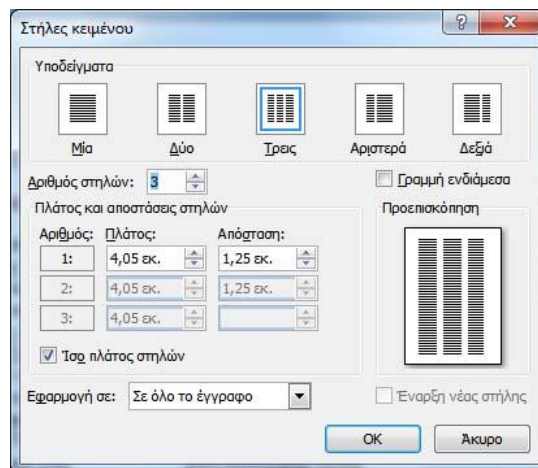 Στήλες κειμένου
Υποδείγματα
Μία Δύο Τρεις Αριστερά Δεξιά
Αριθμός στηλών: 3 Γραμμή ενδιάμεσα
Πλάτος και αποστάσεις στηλών Προεπισκόπηση
Αριθμός: Πλάτος: Απόσταση:
1: 4,05 εκ. 1,25 εκ.
2: 4,05 εκ. 1,25 εκ.
3: 4,05 εκ.
Ίσο πλάτος στηλών
Εφαρμογή σε: Σε όλο το έγγραφο Έναρξη νέας στήλης
OK Άκυρο